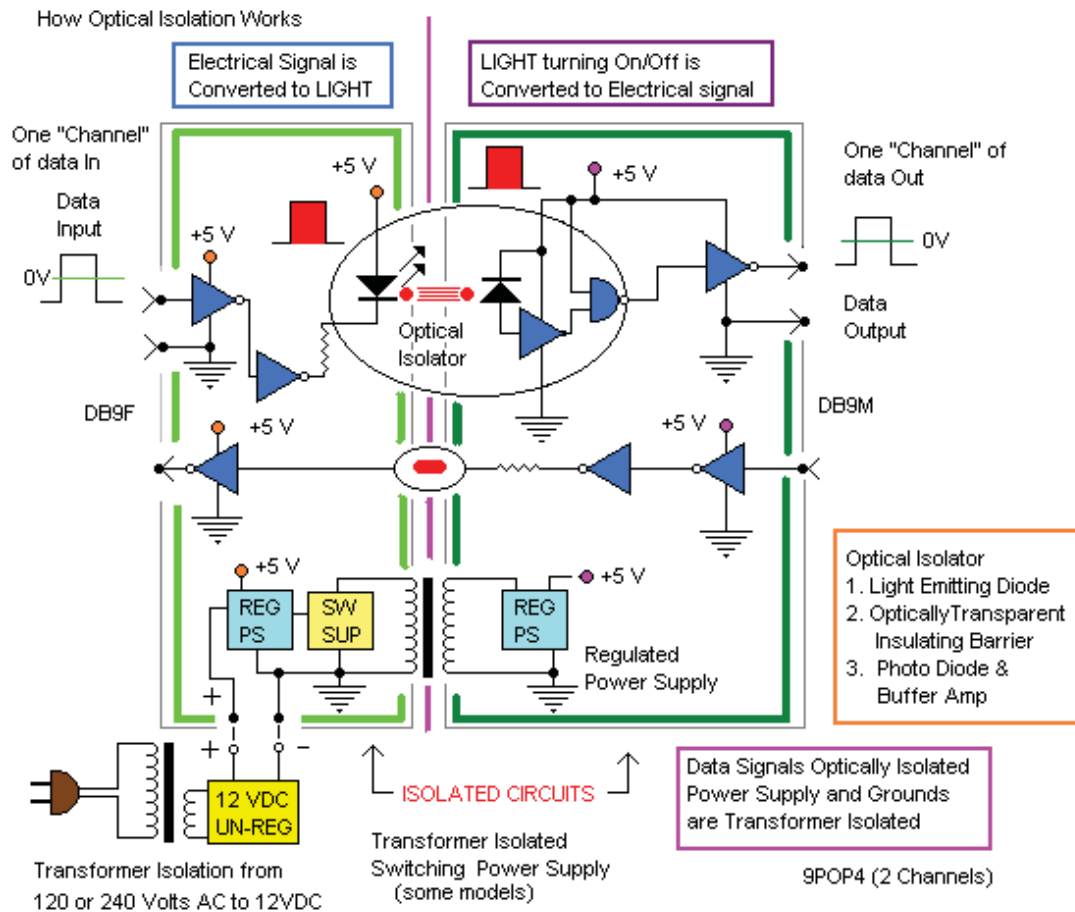 How Optical Isolation Works
Electrical Signal is
Converted to LIGHT
LIGHT turning On/Off is
Converted to Electrical signal
One "Channel"
of data In
Data
Input
0V
+5 V
+5 V
+5 V
One "Channel" of
data Out
0V
Optical
Isolator
Data
Output
DB9F
DB9M
+5 V
+5 V
+5 V
REG
PS
SW
SUP
+5 V
REG
PS
Regulated
Power Supply
Optical Isolator
1. Light Emitting Diode
2. OpticallyTransparent
Insulating Barrier
3. Photo Diode &
Buffer Amp
+
+
-
12 VDC
UN-REG
ISOLATED CIRCUITS
Data Signals Optically Isolated
Power Supply and Grounds
are Transformer Isolated
Transformer Isolation from
120 or 240 Volts AC to 12VDC
Transformer Isolated
Switching Power Supply
(some models)
9POP4 (2 Channels)